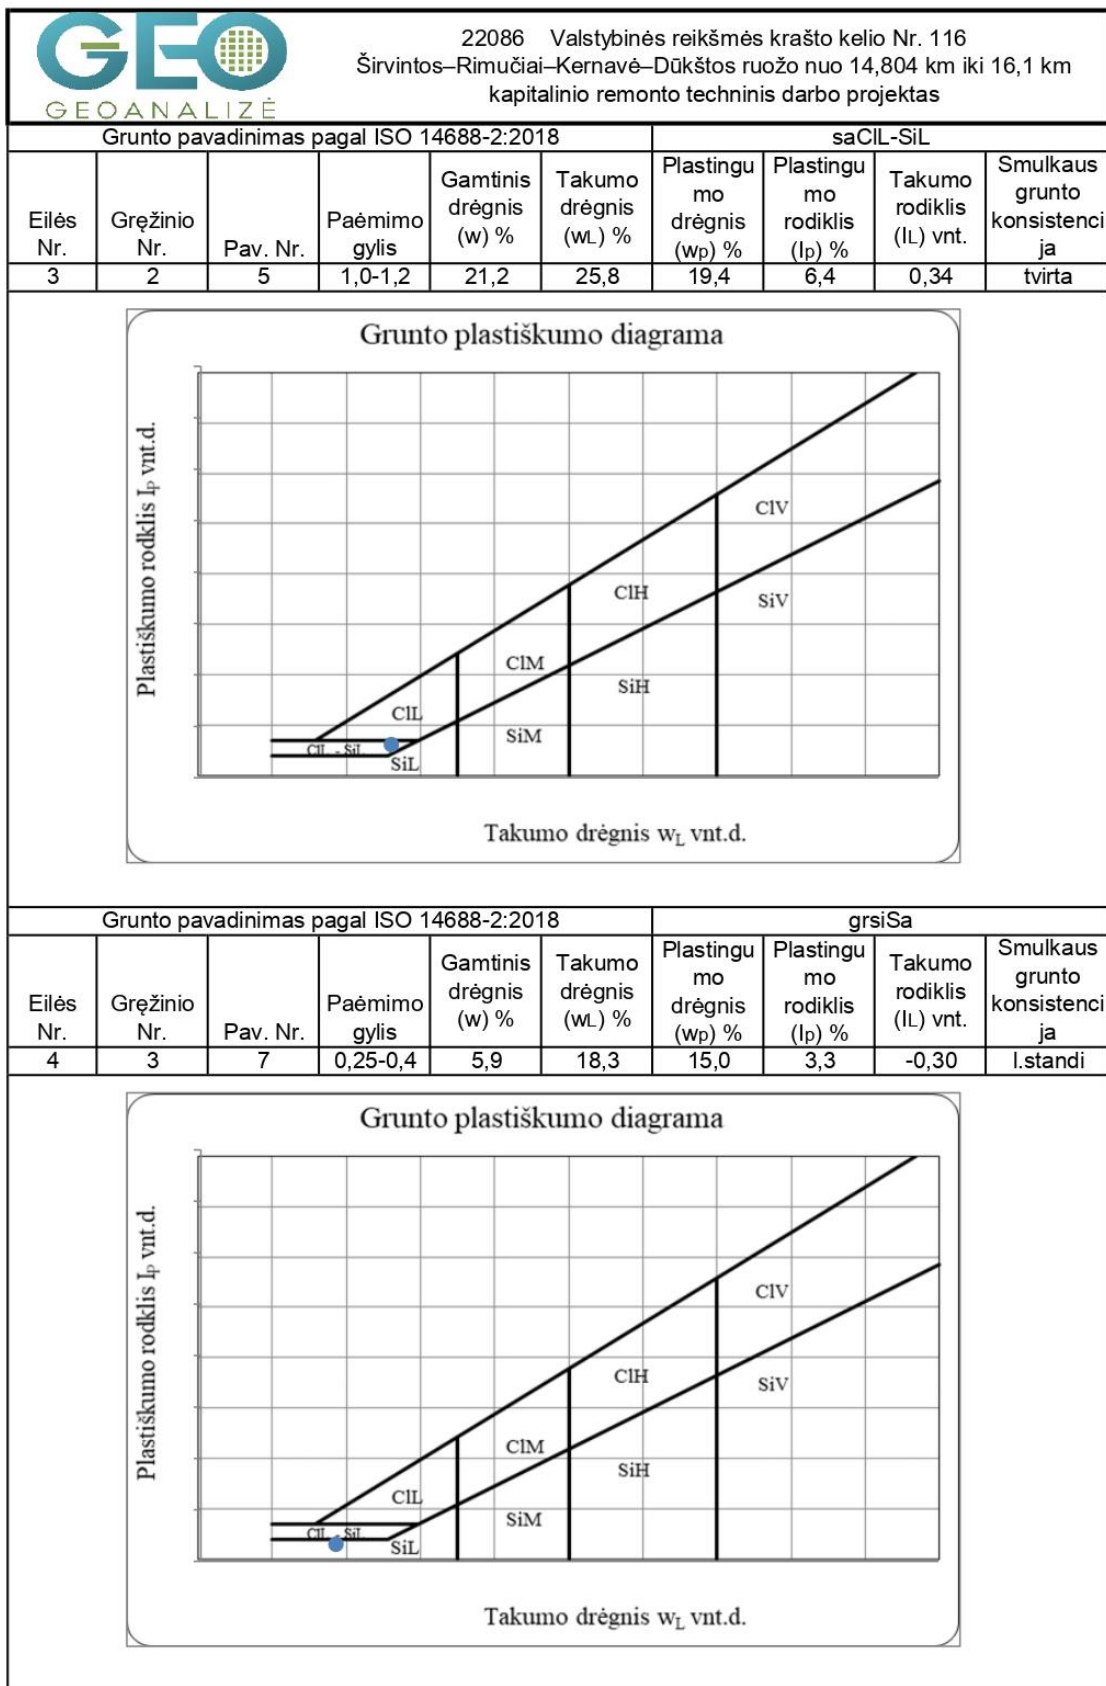 GEO
GEOANALIZĖ
22086 Valstybinės reikšmės krašto kelio Nr. 116
Širvintos–Rimučiai–Kernavė–Dūkštos ruožo nuo 14,804 km iki 16,1 km
kapitalinio remonto techninis darbo projektas
Grunto pavadinimas pagal ISO 14688-2:2018 saClL-SiL
Eilės Nr. Gręžinio Nr. Pav. Nr. Paėmimo gylis Gamtinis drėgnis (w) % Takumo drėgnis (wL) % Plastingumo drėgnis (wp) % Plastingumo rodiklis (Ip) % Takumo rodiklis (IL) vnt. Smulkaus grunto konsistencija
3 2 5 1,0-1,2 21,2 25,8 19,4 6,4 0,34 tvirta
Grunto plastiškumo diagrama
Plastiškumo rodklis Ip vnt.d.
ClV
ClH
SiV
ClM
SiH
ClL
SiM
ClL - SiL
SiL
Takumo drėgnis wL vnt.d.
Grunto pavadinimas pagal ISO 14688-2:2018 grsiSa
Eilės Nr. Gręžinio Nr. Pav. Nr. Paėmimo gylis Gamtinis drėgnis (w) % Takumo drėgnis (wL) % Plastingumo drėgnis (wp) % Plastingumo rodiklis (Ip) % Takumo rodiklis (IL) vnt. Smulkaus grunto konsistencija
4 3 7 0,25-0,4 5,9 18,3 15,0 3,3 -0,30 l.standi
Grunto plastiškumo diagrama
Plastiškumo rodklis Ip vnt.d.
ClV
ClH
SiV
ClM
SiH
ClL
SiM
ClL - SiL
SiL
Takumo drėgnis wL vnt.d.